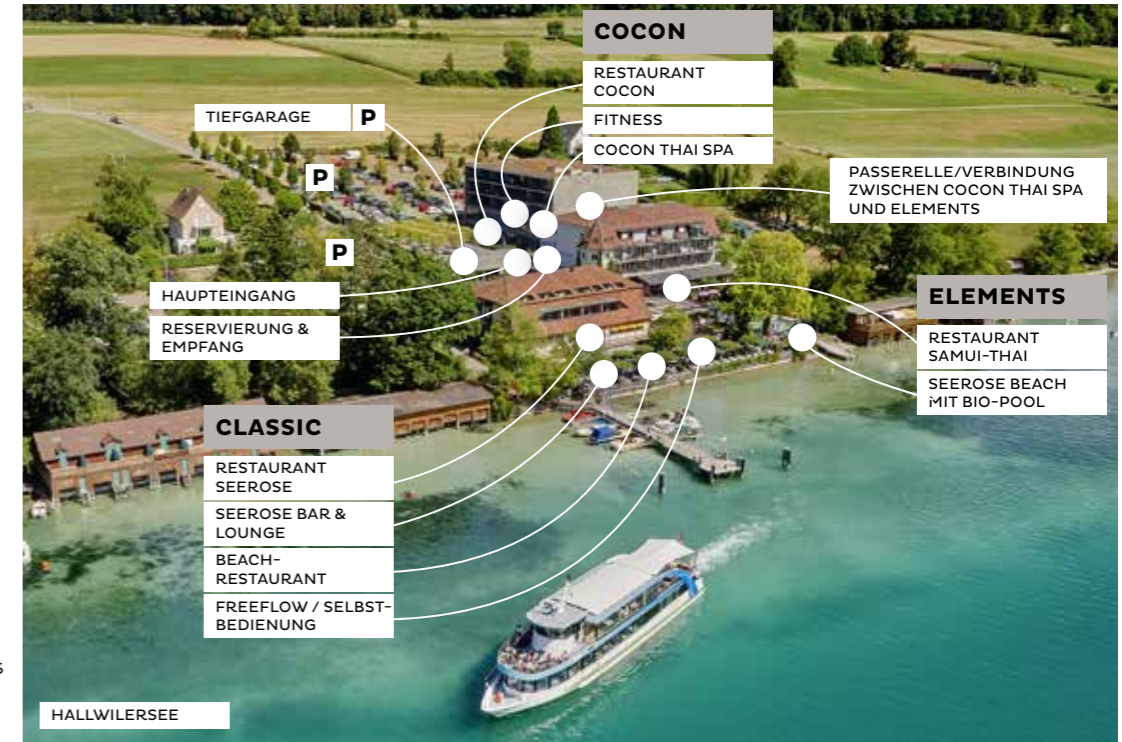 COCON
RESTAURANT
COCON
FITNESS
COCON THAI SPA
TIEFGARAGE P
P
P
PASSERELLE/VERBINDUNG
ZWISCHEN COCON THAI SPA
UND ELEMENTS
HAUPTEINGANG
RESERVIERUNG &
EMPFANG
ELEMENTS
RESTAURANT
SAMUI-THAI
SEEROSE BEACH
MIT BIO-POOL
CLASSIC
RESTAURANT
SEEROSE
SEEROSE BAR &
LOUNGE
BEACH-
RESTAURANT
FREEFLOW / SELBST-
BEDIENUNG
S
HALLWILERSEE